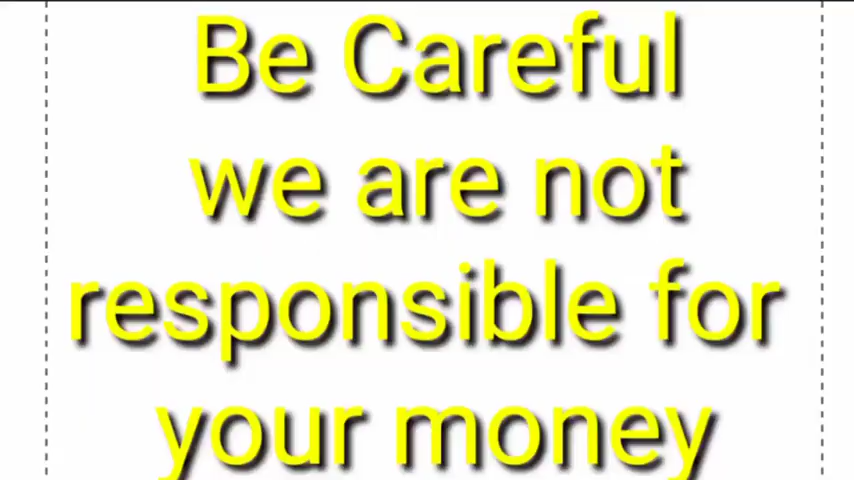 Be Careful
we are not
responsible for
your money